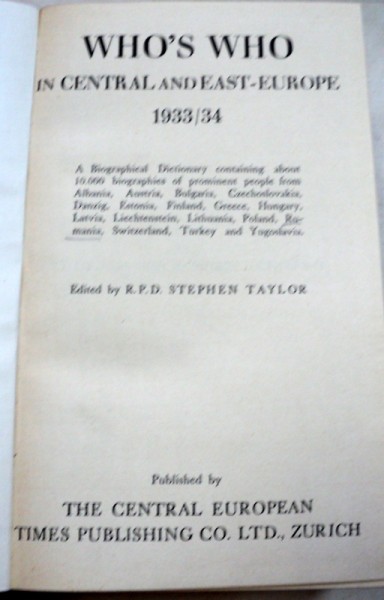 WHO'S WHO
IN CENTRAL AND EAST-EUROPE
1933/34
A Biographical Dictionary containing about
10.000 biographies of prominent people from
Albania, Austria, Bulgaria, Czechoslovakia,
Danzig, Estonia, Finland, Greece, Hungary,
Latvia, Liechtenstein, Lithuania, Poland, Ru-
mania, Switzerland, Turkey and Yugoslavia.
Edited by R.P.D. STEPHEN TAYLOR
Published by
THE CENTRAL EUROPEAN
TIMES PUBLISHING CO. LTD., ZURICH